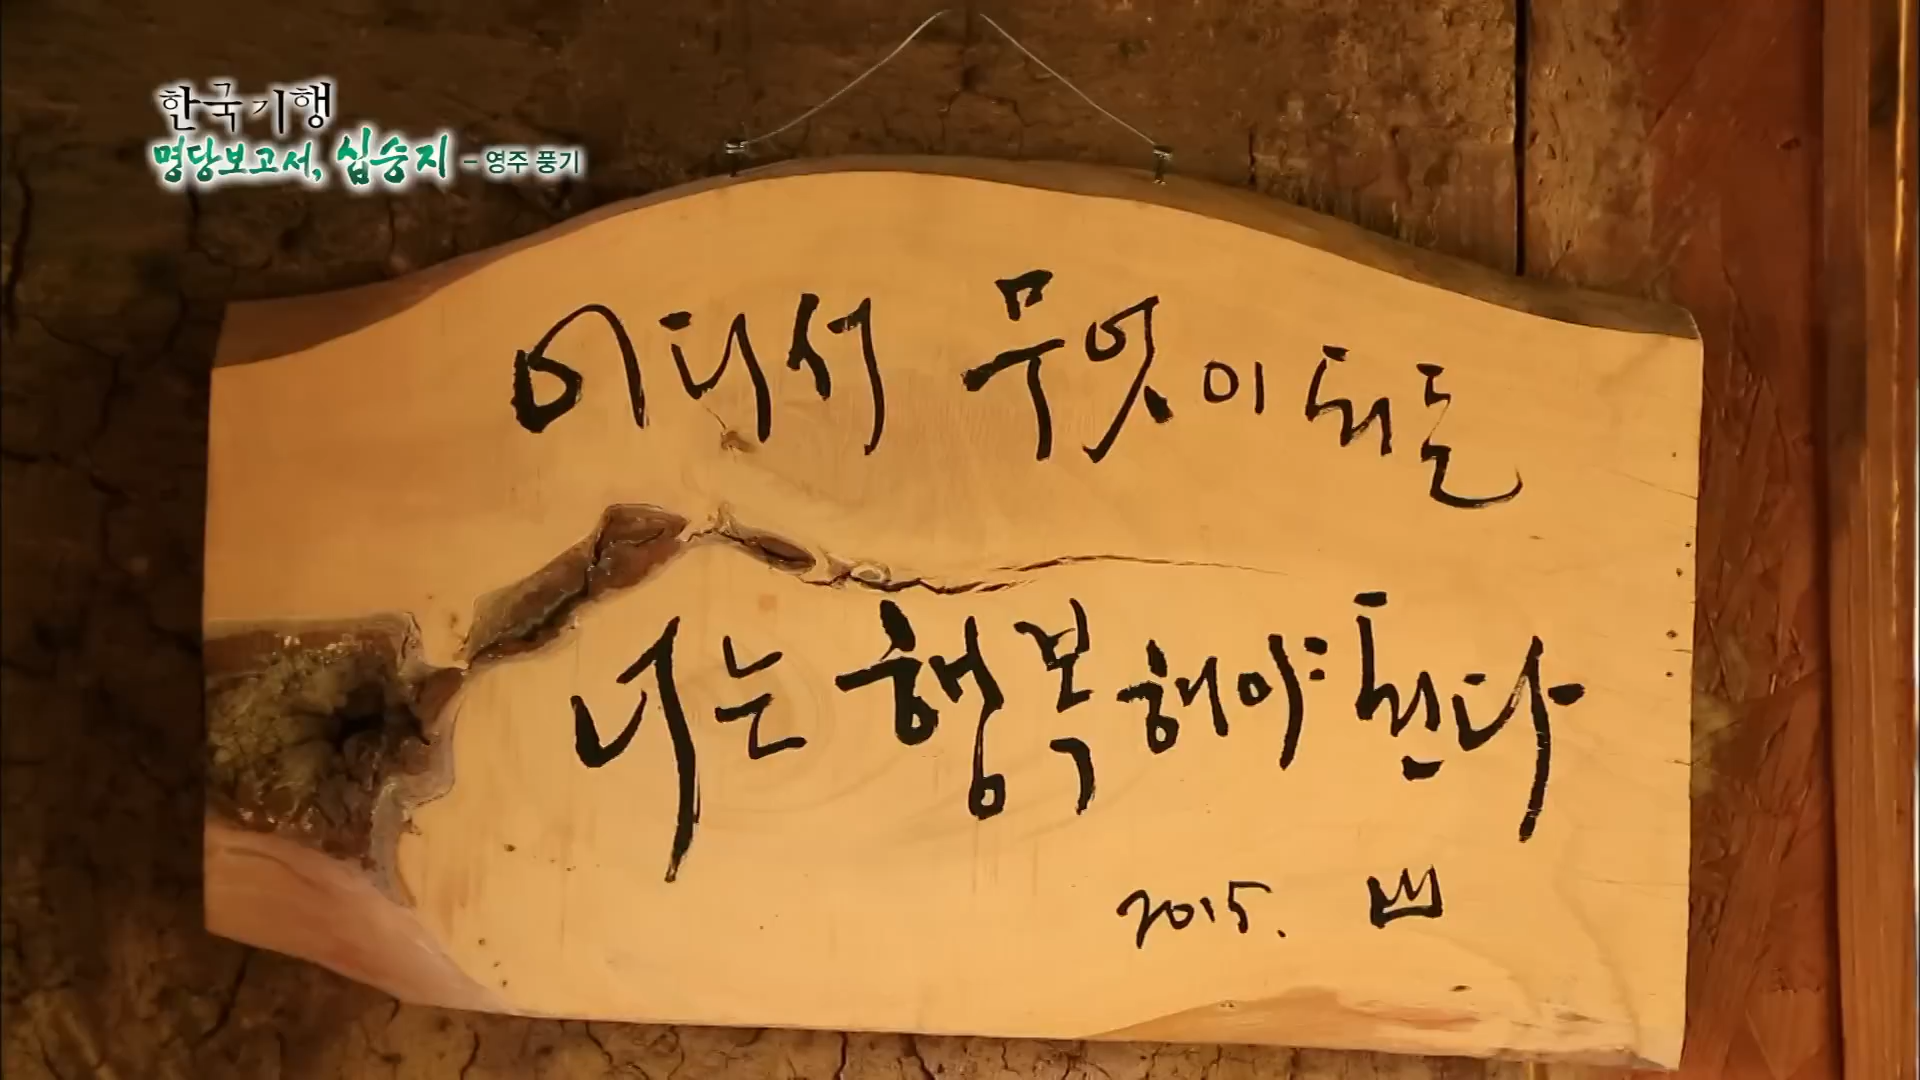 한국기행
명당보고서, 십승지 - 영주 풍기
어디서 무엇이 되든
나는 행복해야 한다
2015. 山